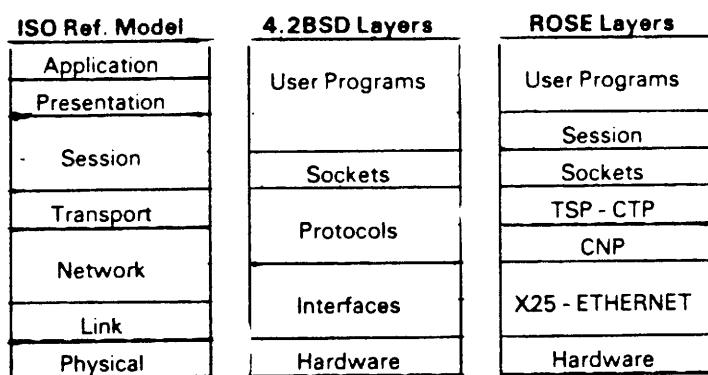 ISO Ref. Model
Application
Presentation
Session
Transport
Network
Link
Physical
4.2BSD Layers
User Programs
Sockets
Protocols
Interfaces
Hardware
ROSE Layers
User Programs
Session
Sockets
TSP - CTP
CNP
X25 - ETHERNET
Hardware